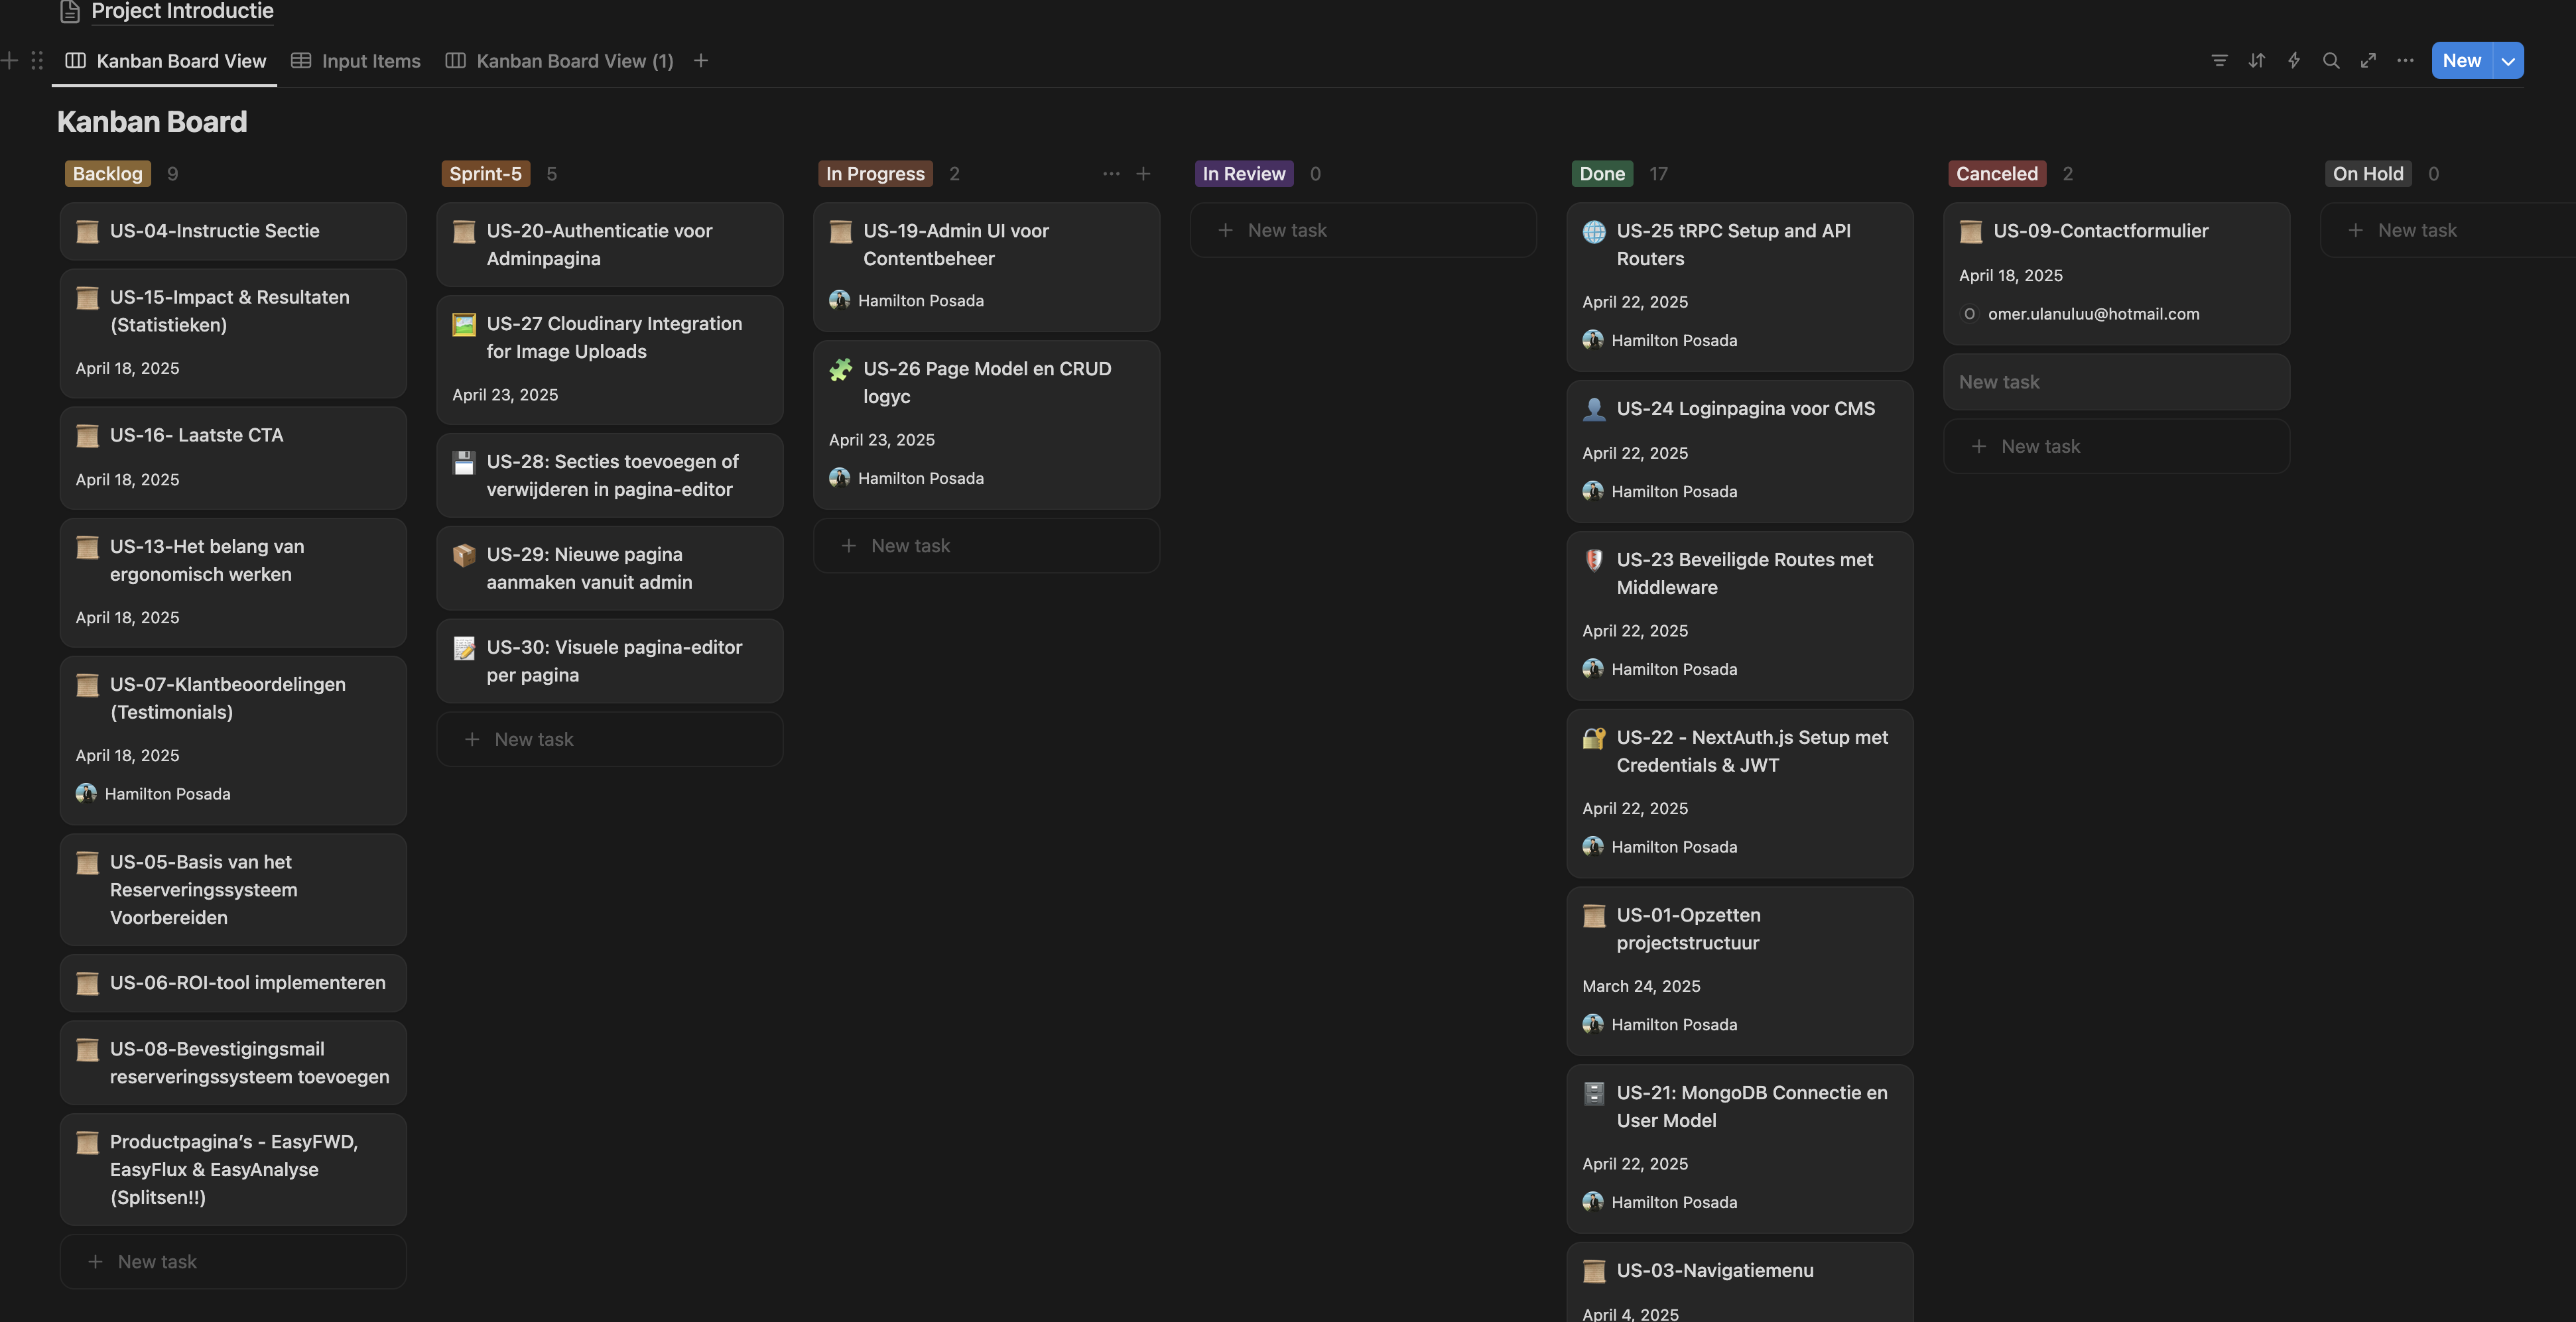 Project Introductie
Kanban Board View
Input Items
Kanban Board View (1)
New
Kanban Board
Backlog 9
US-04-Instructie Sectie
US-15-Impact & Resultaten
(Statistieken)
April 18, 2025
US-16- Laatste CTA
April 18, 2025
US-13-Het belang van
ergonomisch werken
April 18, 2025
US-07-Klantbeoordelingen
(Testimonials)
April 18, 2025
Hamilton Posada
US-05-Basis van het
Reserveringssysteem
Voorbereiden
US-06-ROI-tool implementeren
US-08-Bevestigingsmail
reserveringssysteem toevoegen
Productpagina’s - EasyFWD,
EasyFlux & EasyAnalyse
(Splitsen!!)
New task
Sprint-5 5
US-20-Authenticatie voor
Adminpagina
US-27 Cloudinary Integration
for Image Uploads
April 23, 2025
US-28: Secties toevoegen of
verwijderen in pagina-editor
US-29: Nieuwe pagina
aanmaken vanuit admin
US-30: Visuele pagina-editor
per pagina
New task
In Progress 2
US-19-Admin UI voor
Contentbeheer
Hamilton Posada
US-26 Page Model en CRUD
logyc
April 23, 2025
Hamilton Posada
New task
In Review 0
New task
Done 17
US-25 tRPC Setup and API
Routers
April 22, 2025
Hamilton Posada
US-24 Loginpagina voor CMS
April 22, 2025
Hamilton Posada
US-23 Beveiligde Routes met
Middleware
April 22, 2025
Hamilton Posada
US-22 - NextAuth.js Setup met
Credentials & JWT
April 22, 2025
Hamilton Posada
US-01-Opzetten
projectstructuur
March 24, 2025
Hamilton Posada
US-21: MongoDB Connectie en
User Model
April 22, 2025
Hamilton Posada
US-03-Navigatiemenu
April 4, 2025
Canceled 2
US-09-Contactformulier
April 18, 2025
O omer.ulanuluu@hotmail.com
New task
New task
On Hold 0
New task